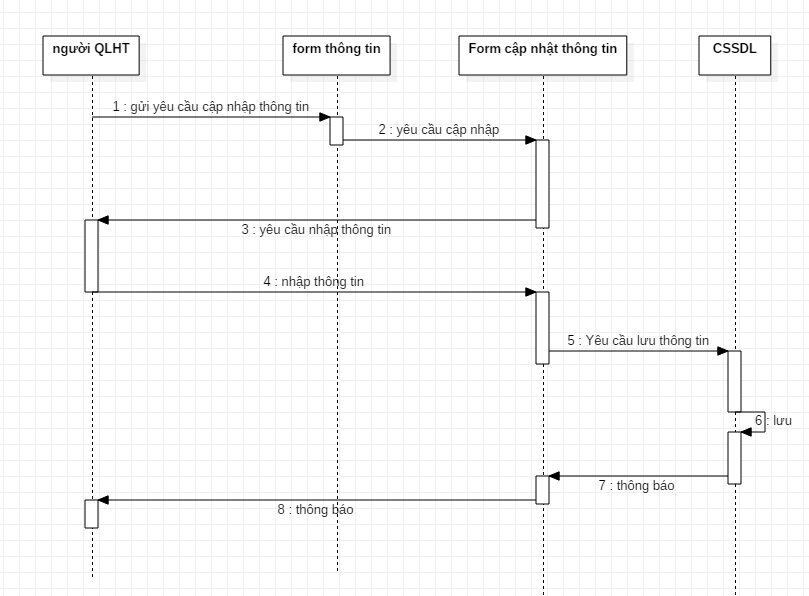 người QLHT
form thông tin
Form cập nhật thông tin
CSSDL
1 : gửi yêu cầu cập nhập thông tin
2 : yêu cầu cập nhập
3 : yêu cầu nhập thông tin
4 : nhập thông tin
5 : Yêu cầu lưu thông tin
6 : lưu
7 : thông báo
8 : thông báo